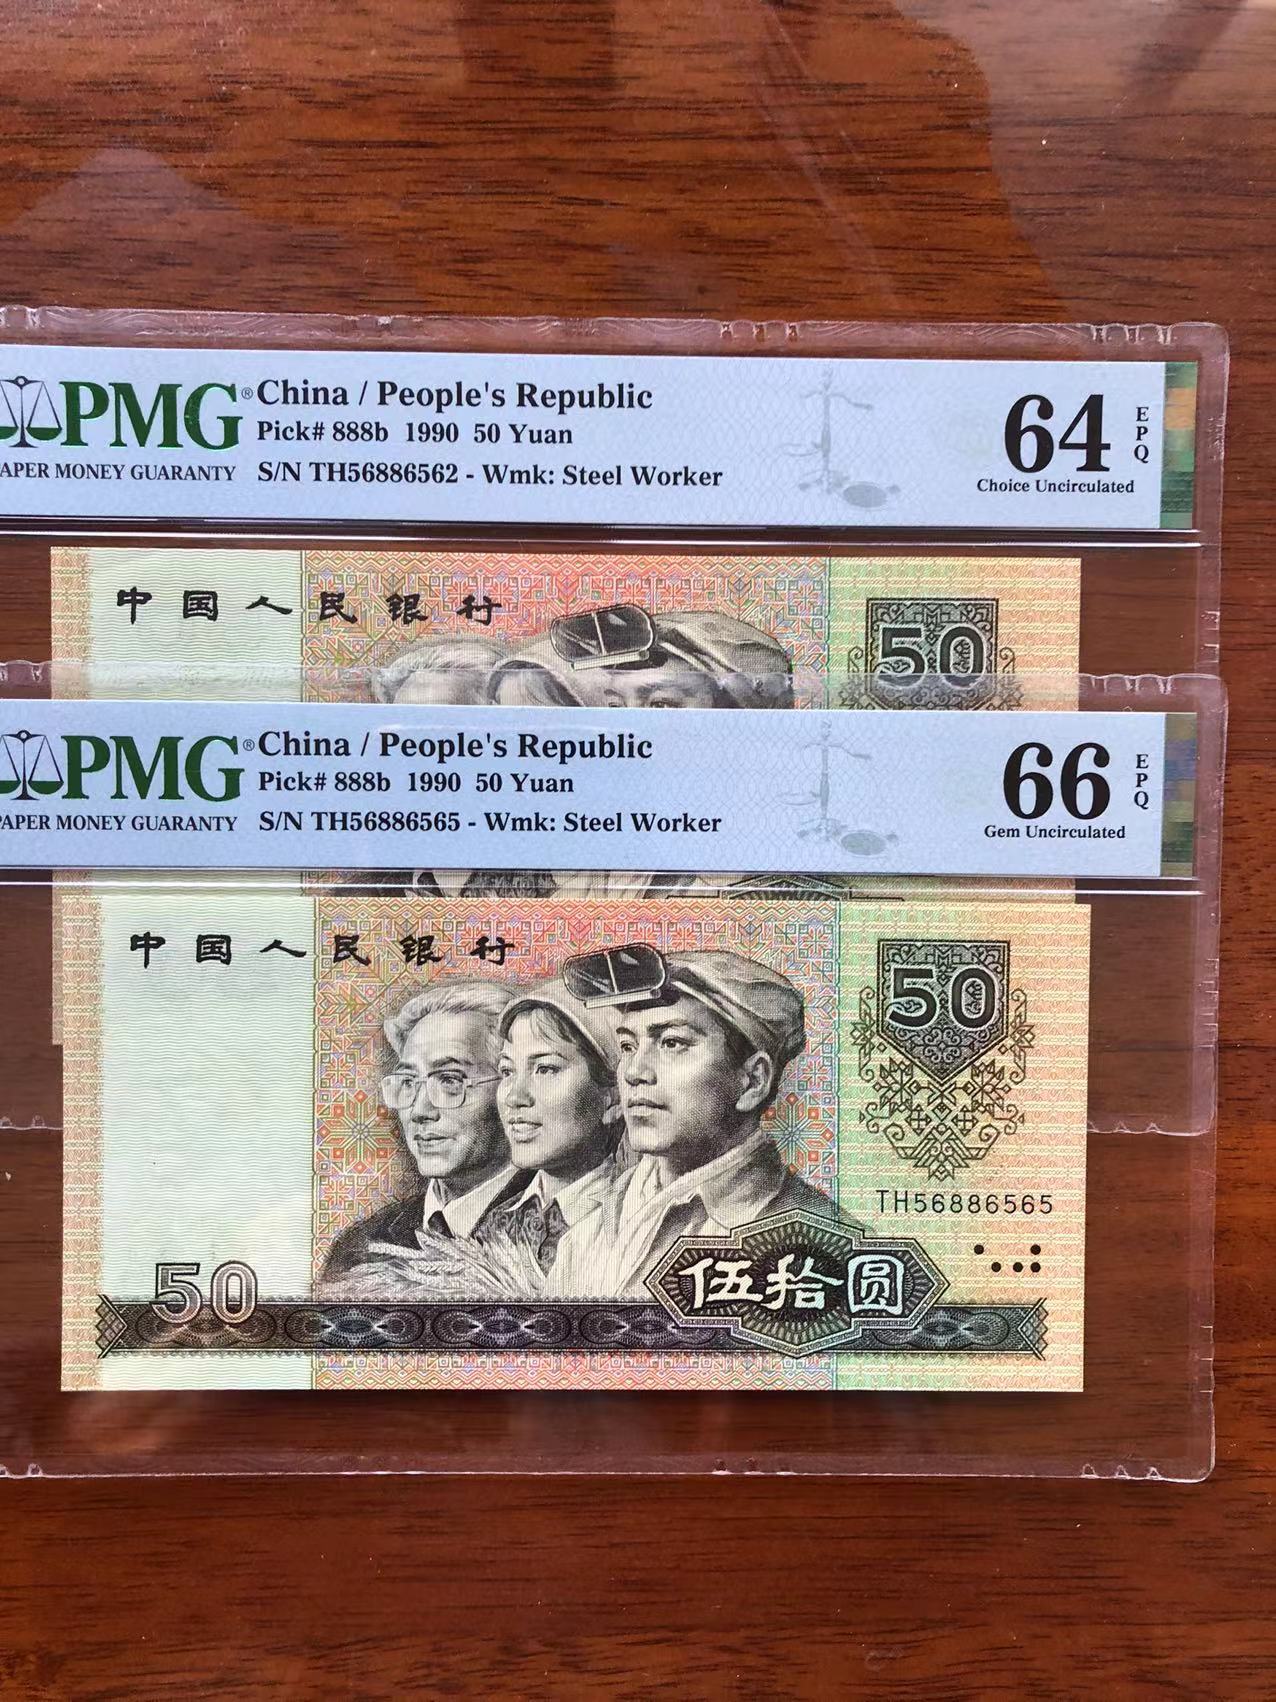 PMG® China / People's Republic
Pick# 888b 1990 50 Yuan
APER MONEY GUARANTY S/N TH56886562 - Wmk: Steel Worker
64 EPQ
Choice Uncirculated
中国人民银行
50
PMG® China / People's Republic
Pick# 888b 1990 50 Yuan
PAPER MONEY GUARANTY S/N TH56886565 - Wmk: Steel Worker
66 EPQ
Gem Uncirculated
中国人民银行
50
TH56886565
50
伍拾圆